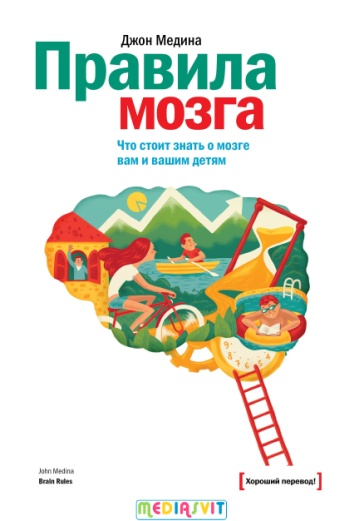 Джон Медина
Правила
мозга
Что стоит знать о мозге
вам и вашим детям
John Medina
Brain Rules
[ Хороший перевод! ]
MEDIASVIT